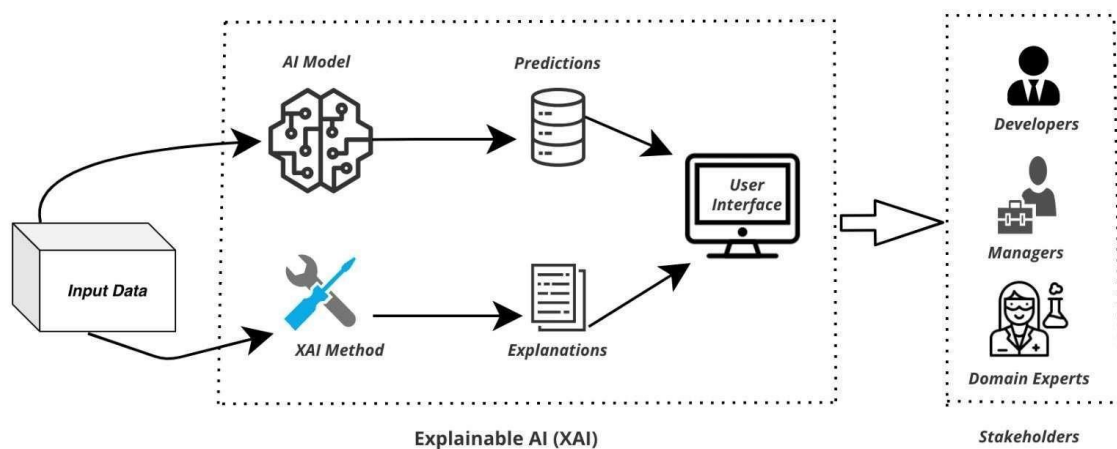 AI Model
Predictions
Developers
User
Interface
Managers
Input Data
XAI Method
Explanations
Domain Experts
Explainable AI (XAI)
Stakeholders